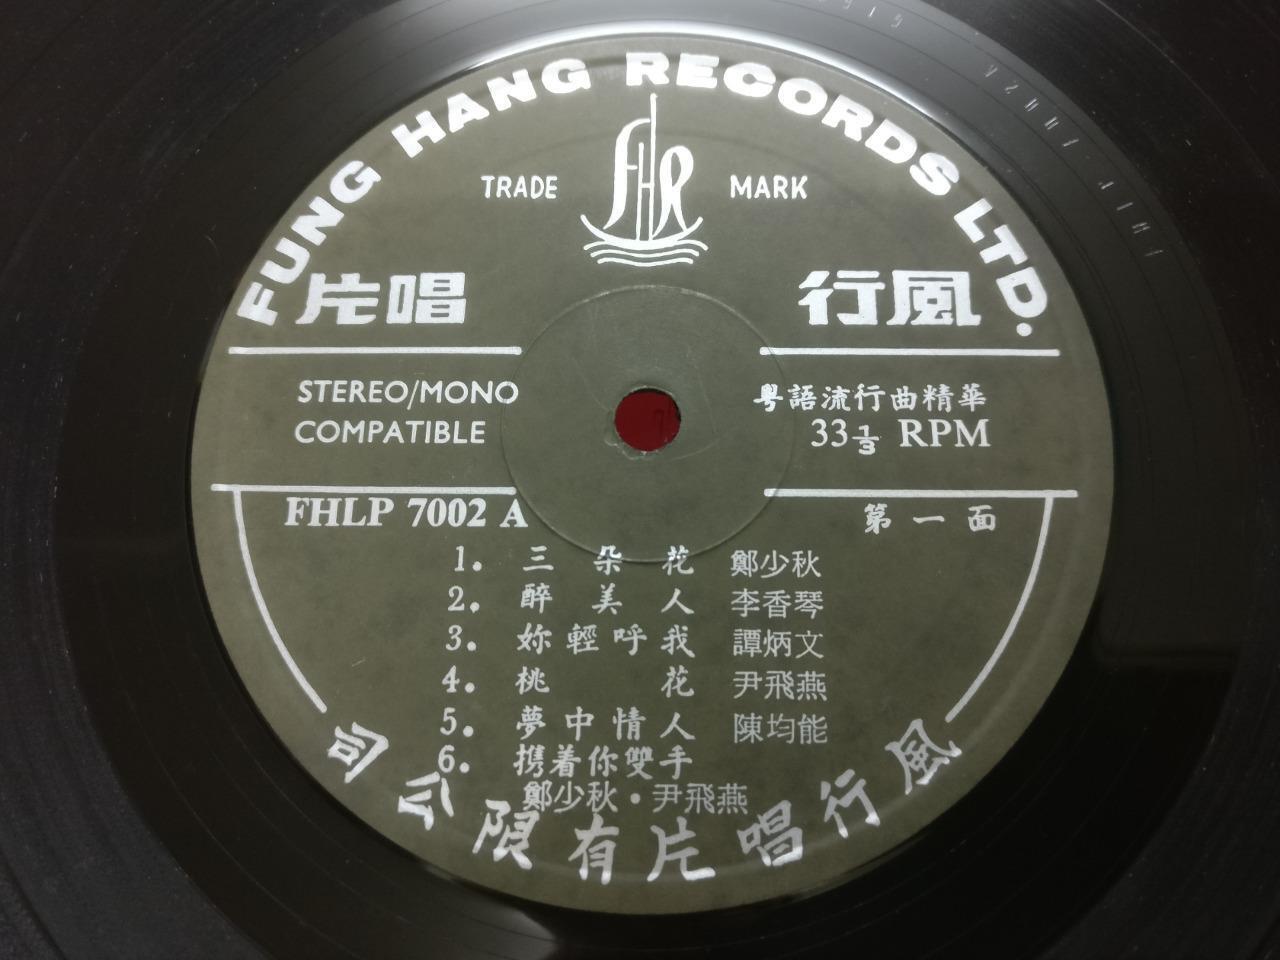 FUNG HANG RECORDS LTD.
TRADE FHR MARK
片唱 行風
STEREO/MONO
COMPATIBLE
粵語流行曲精華
33 1/3 RPM
FHLP 7002 A
第一面
1. 三朵花 鄭少秋
2. 醉美人 李香琴
3. 妳輕呼我 譚炳文
4. 桃花 尹飛燕
5. 夢中情人 陳均能
6. 携着你雙手
鄭少秋・尹飛燕
司公限有片唱行風